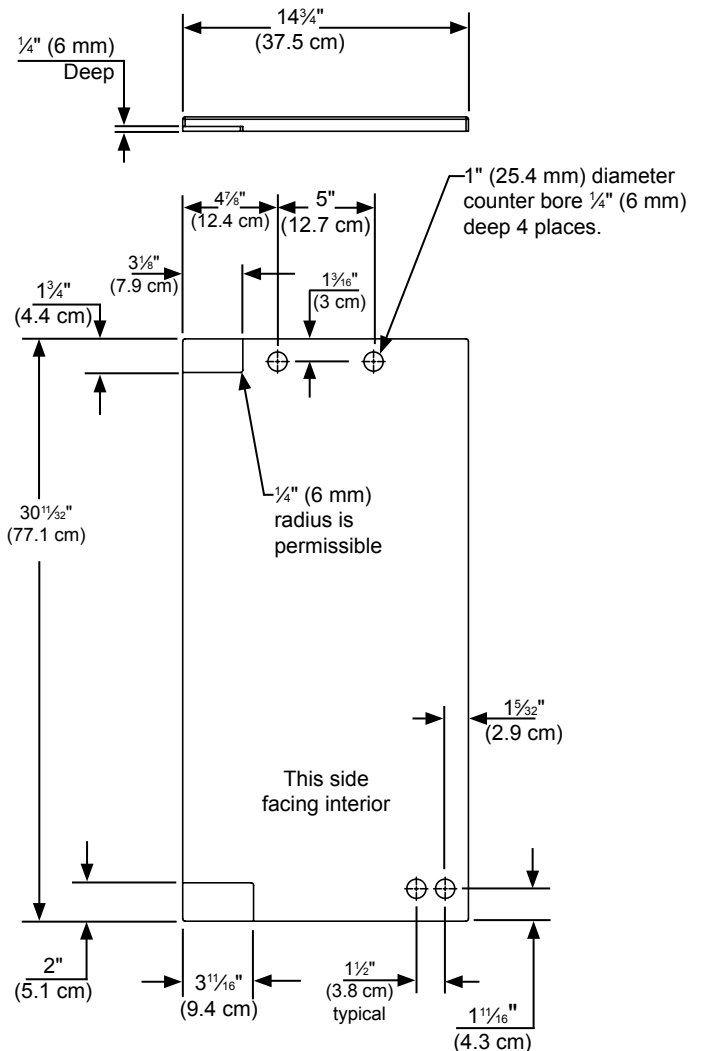 14¾"
(37.5 cm)
¼" (6 mm)
Deep
1" (25.4 mm) diameter
counter bore ¼" (6 mm)
deep 4 places.
4⅞"
(12.4 cm)
5"
(12.7 cm)
3⅛"
(7.9 cm)
1³⁄₁₆"
(3 cm)
1¾"
(4.4 cm)
¼" (6 mm)
radius is
permissible
30¹¹⁄₃₂"
(77.1 cm)
1⁵⁄₃₂"
(2.9 cm)
This side
facing interior
2"
(5.1 cm)
3¹¹⁄₁₆"
(9.4 cm)
1½"
(3.8 cm)
typical
1¹¹⁄₁₆"
(4.3 cm)